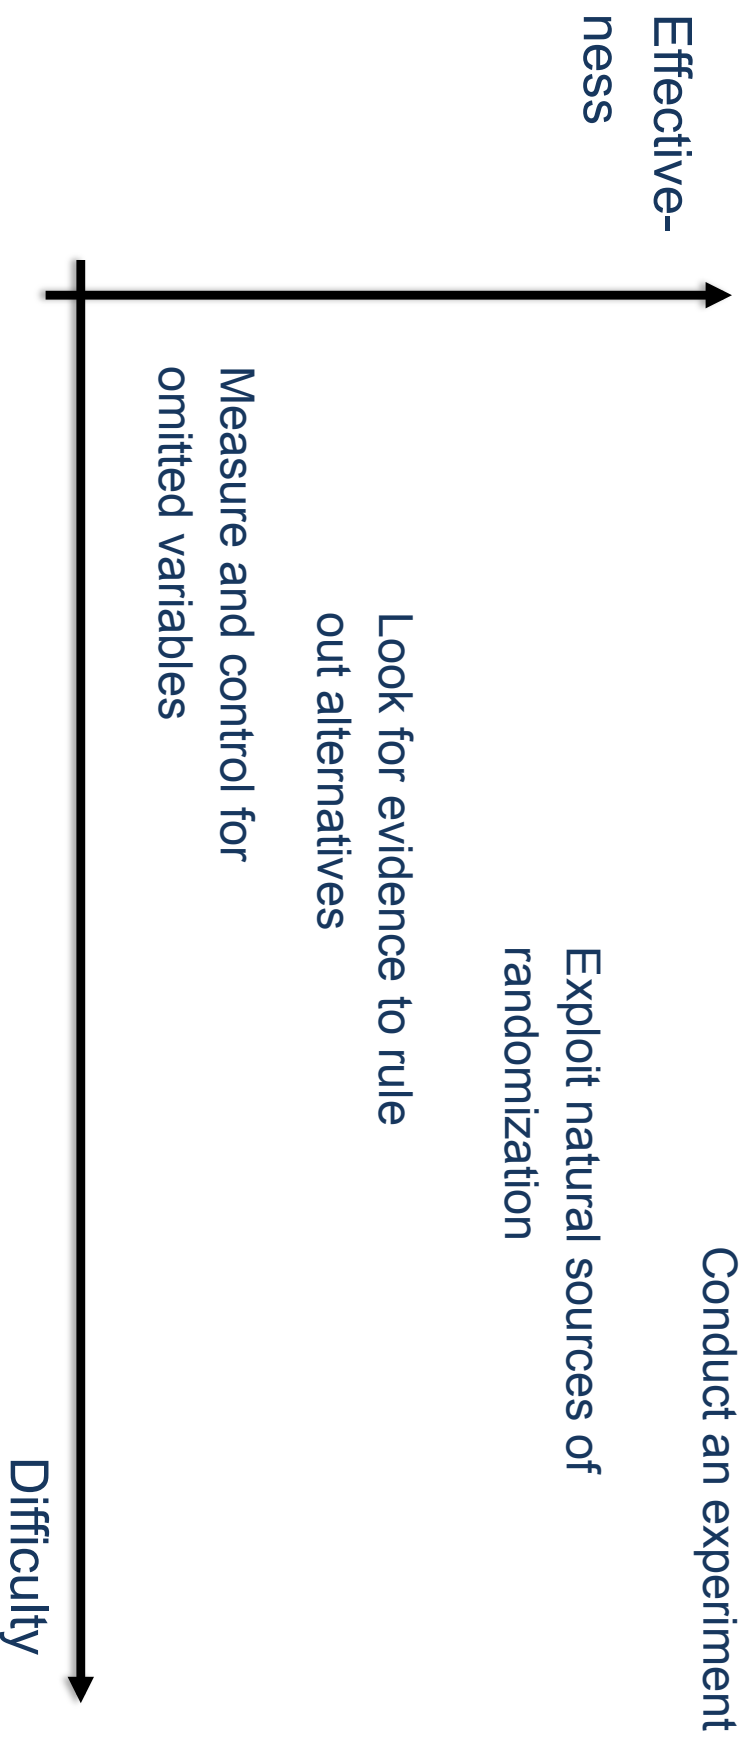 Effective-
ness
Conduct an experiment
Exploit natural sources of
randomization
Look for evidence to rule
out alternatives
Measure and control for
omitted variables
Difficulty